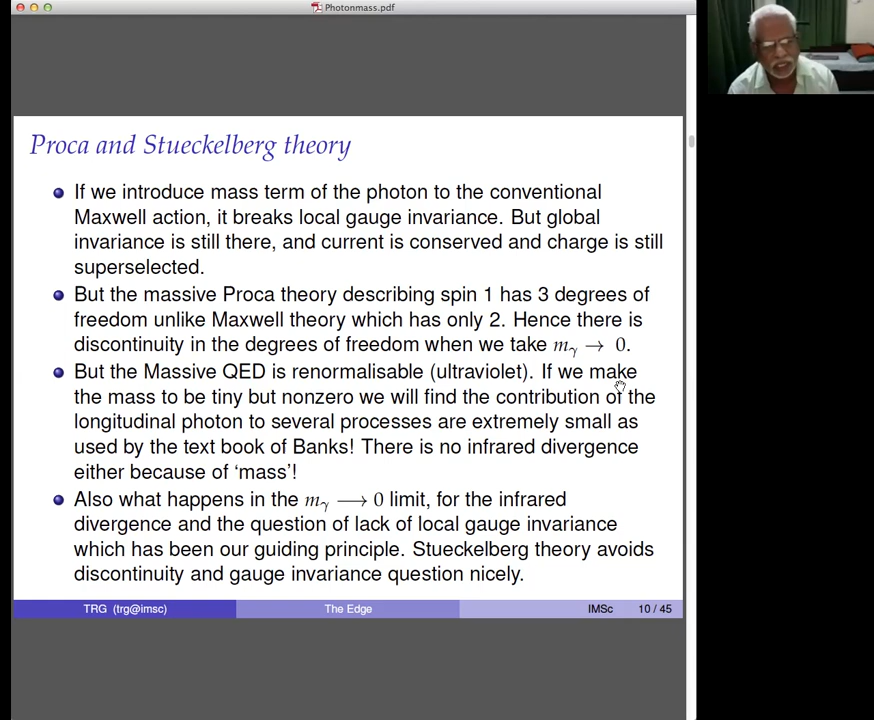 Photonmass.pdf
Proca and Stueckelberg theory
If we introduce mass term of the photon to the conventional
Maxwell action, it breaks local gauge invariance. But global
invariance is still there, and current is conserved and charge is still
superselected.
But the massive Proca theory describing spin 1 has 3 degrees of
freedom unlike Maxwell theory which has only 2. Hence there is
discontinuity in the degrees of freedom when we take mγ → 0.
But the Massive QED is renormalisable (ultraviolet). If we make
the mass to be tiny but nonzero we will find the contribution of the
longitudinal photon to several processes are extremely small as
used by the text book of Banks! There is no infrared divergence
either because of ‘mass’!
Also what happens in the mγ ⟶ 0 limit, for the infrared
divergence and the question of lack of local gauge invariance
which has been our guiding principle. Stueckelberg theory avoids
discontinuity and gauge invariance question nicely.
TRG (trg@imsc) The Edge IMSc 10 / 45